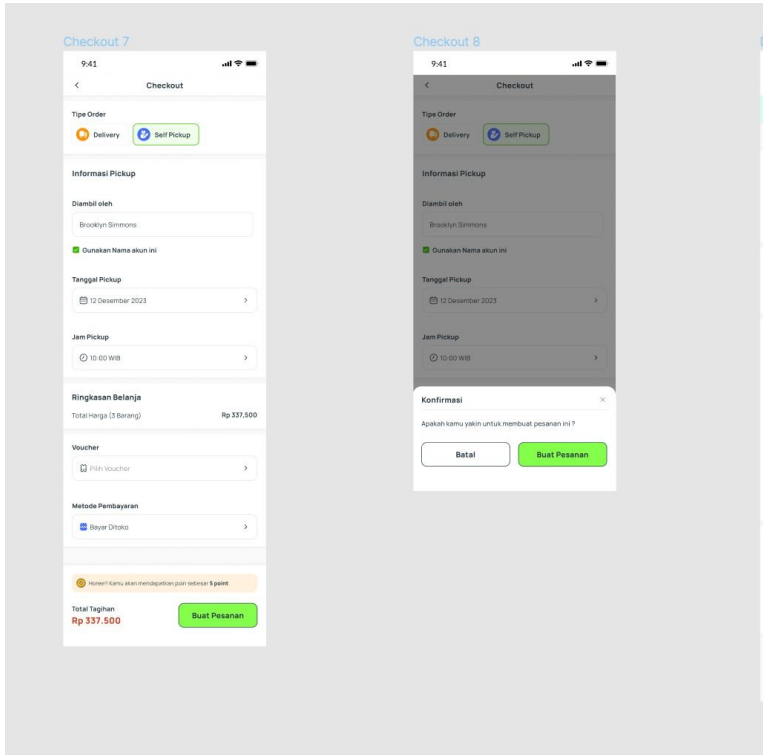 Checkout 7
9:41
Checkout
Tipe Order
Delivery
Self Pickup
Informasi Pickup
Diambil oleh
Brooklyn Simmons
Gunakan Nama akun ini
Tanggal Pickup
12 Desember 2023
Jam Pickup
10:00 WIB
Ringkasan Belanja
Total Harga (3 Barang) Rp 337,500
Voucher
Pilih Voucher
Metode Pembayaran
Bayar Ditoko
Horee!! Kamu akan mendapatkan poin sebesar 5 point
Total Tagihan
Rp 337.500
Buat Pesanan
Checkout 8
9:41
Checkout
Tipe Order
Delivery
Self Pickup
Informasi Pickup
Diambil oleh
Brooklyn Simmons
Gunakan Nama akun ini
Tanggal Pickup
12 Desember 2023
Jam Pickup
10:00 WIB
Konfirmasi
Apakah kamu yakin untuk membuat pesanan ini ?
Batal
Buat Pesanan